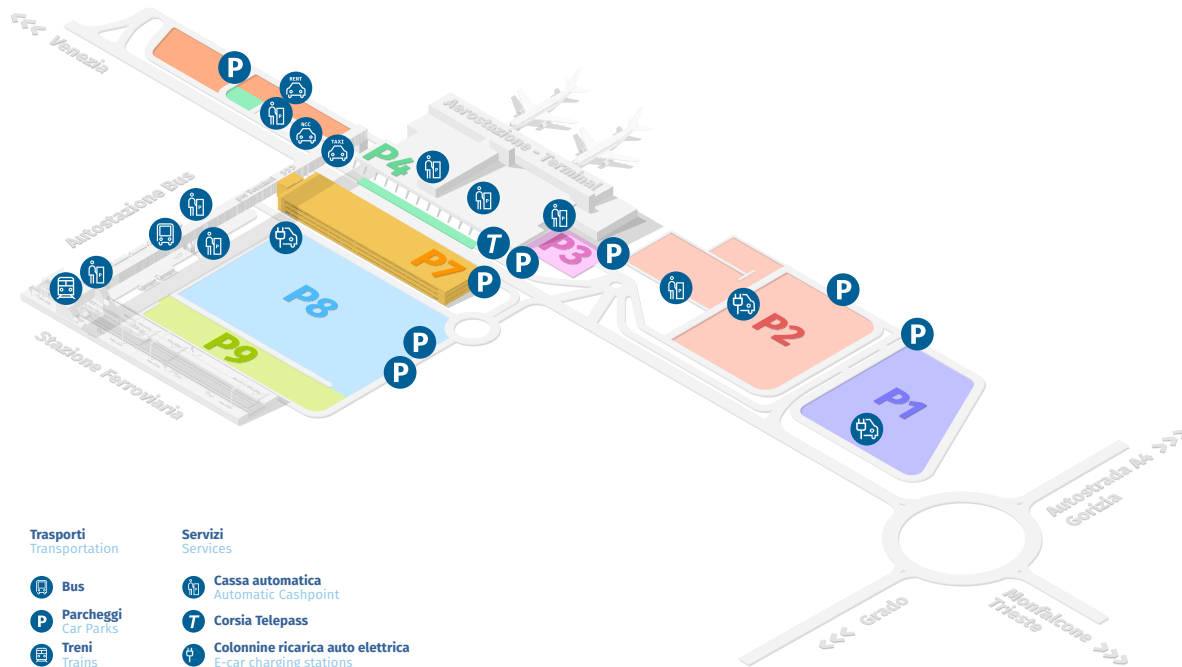 <<< Venezia
P
RENT
P
NCC
TAXI
P4
P
Aerostazione - Terminal
P
P
Autostazione Bus
P
P
P
T
P
P3
P
P7
P
P8
P
P
P9
Stazione Ferroviaria
P
P2
P
P
P1
Autostrada A4 >>>
Gorizia
<<< Grado
Monfalcone
Trieste >>>
Trasporti
Transportation
Bus
P Parcheggi
Car Parks
Treni
Trains
Servizi
Services
P Cassa automatica
Automatic Cashpoint
T Corsia Telepass
Colonnine ricarica auto elettrica
E-car charging stations